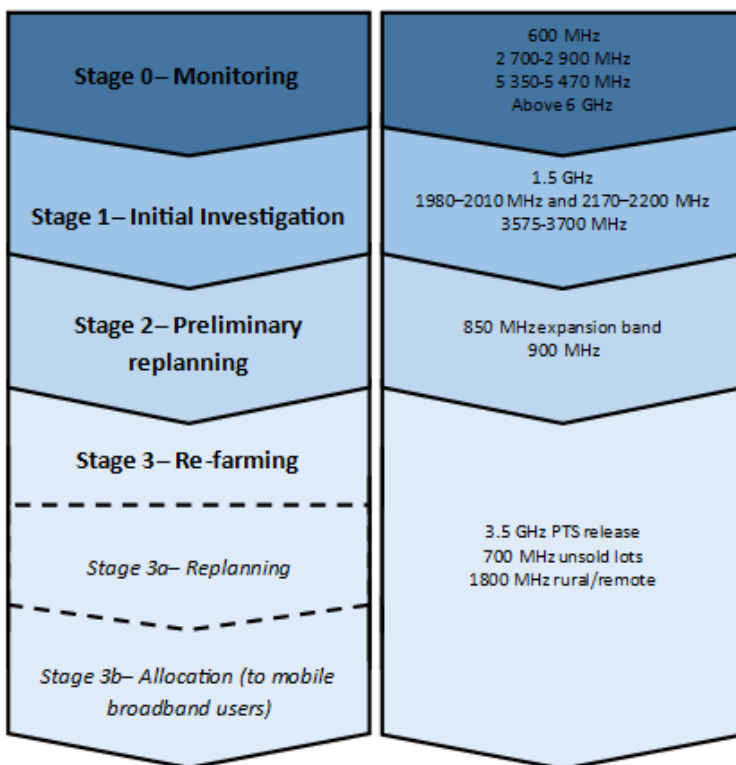 Stage 0– Monitoring
600 MHz
2 700-2 900 MHz
5 350-5 470 MHz
Above 6 GHz
Stage 1– Initial Investigation
1.5 GHz
1980–2010 MHz and 2170–2200 MHz
3575-3700 MHz
Stage 2– Preliminary
replanning
850 MHz expansion band
900 MHz
Stage 3– Re-farming
Stage 3a– Replanning
Stage 3b– Allocation (to mobile
broadband users)
3.5 GHz PTS release
700 MHz unsold lots
1800 MHz rural/remote